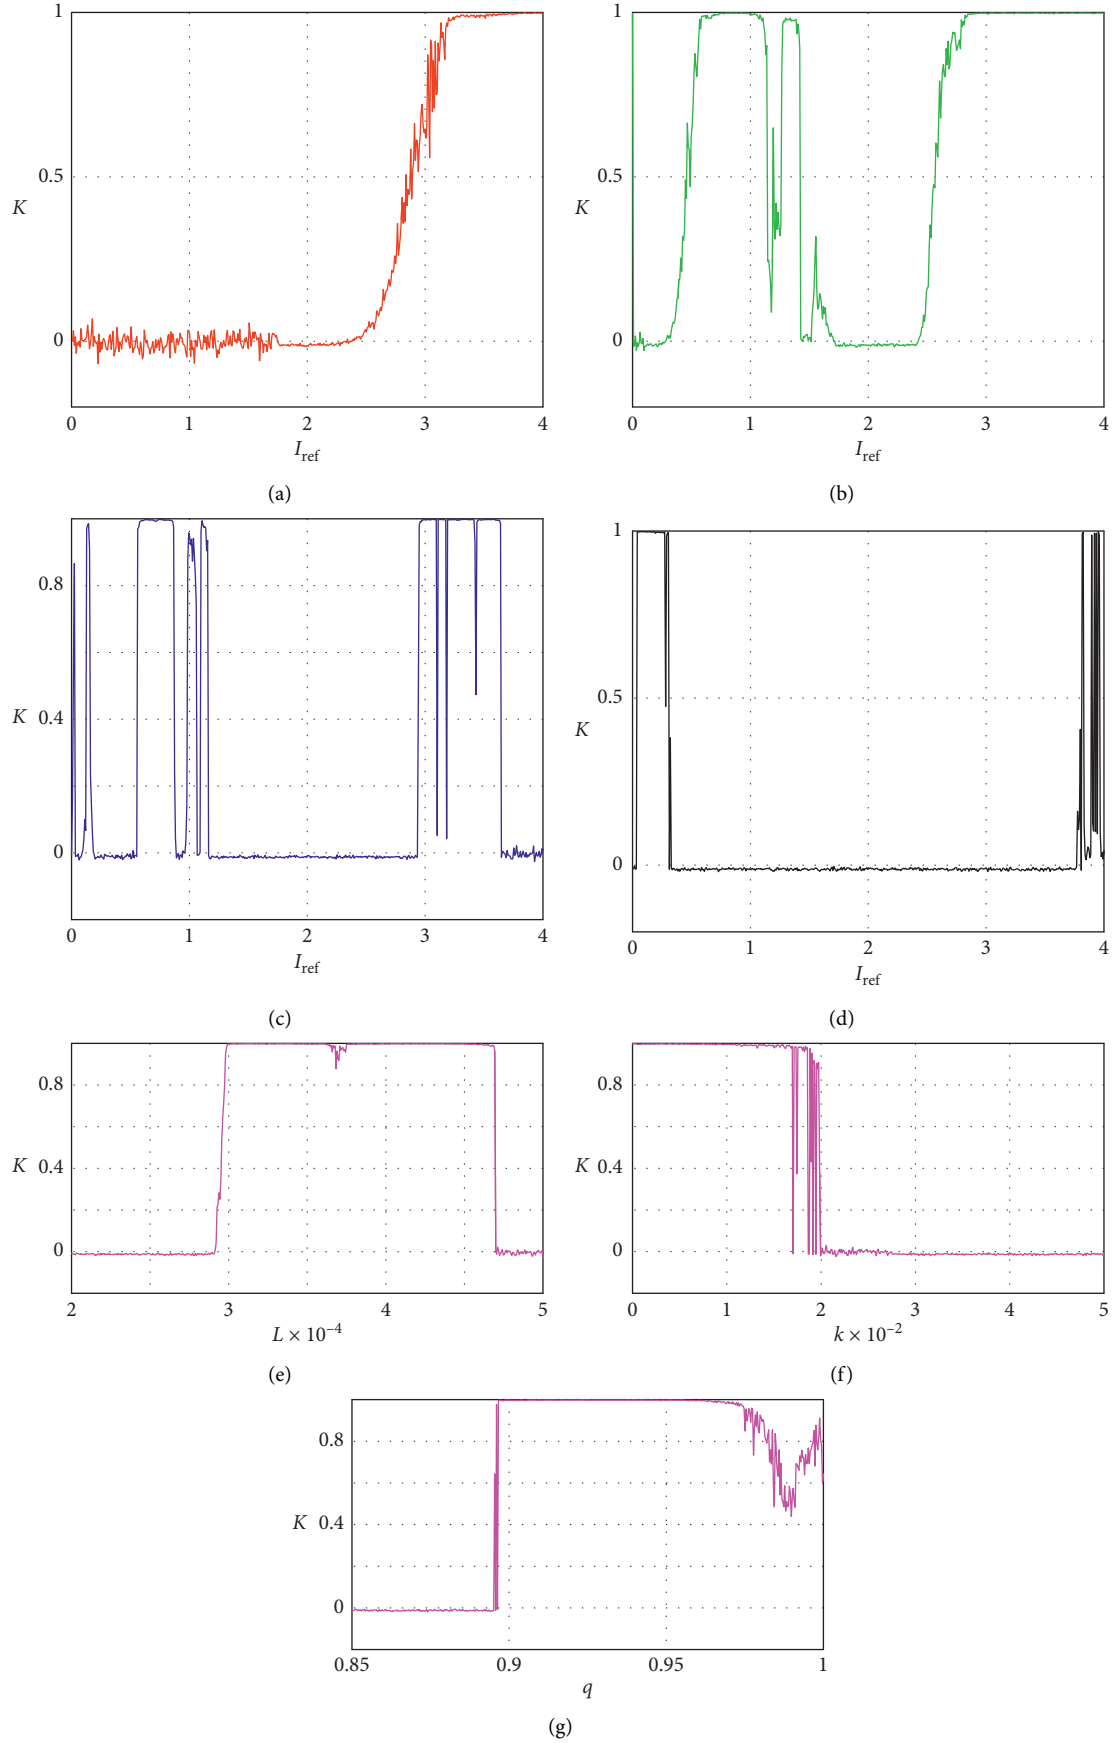 1
0.5
K
0
0 1 2 3 4
I_ref
(a)
1
0.5
K
0
0 1 2 3 4
I_ref
(b)
0.8
K 0.4
0
0 1 2 3 4
I_ref
(c)
1
0.5
K
0
0 1 2 3 4
I_ref
(d)
0.8
K 0.4
0
2 3 4 5
L × 10⁻⁴
(e)
0.8
K 0.4
0
0 1 2 3 4 5
k × 10⁻²
(f)
0.8
K 0.4
0
0.85 0.9 0.95 1
q
(g)